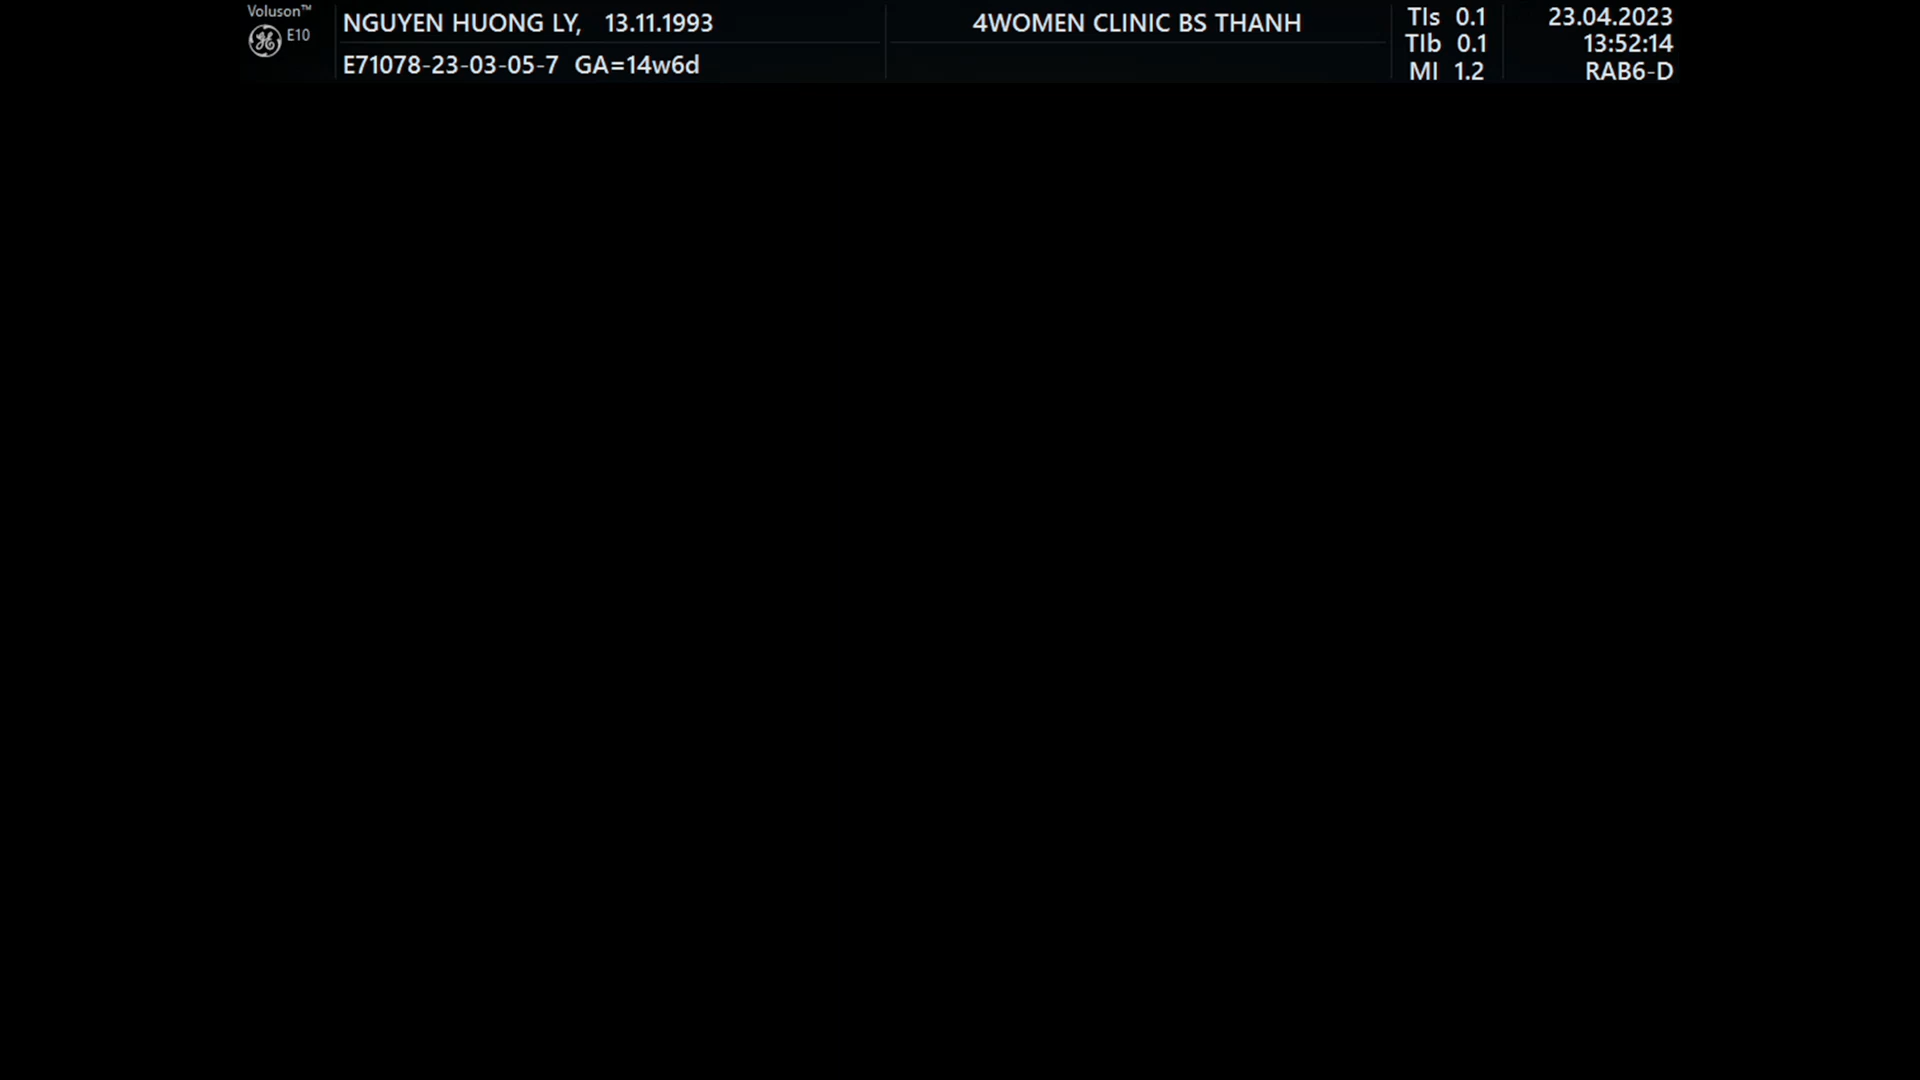 Voluson™
E10
NGUYEN HUONG LY, 13.11.1993
E71078-23-03-05-7 GA=14w6d
4WOMEN CLINIC BS THANH
TIs 0.1
TIb 0.1
MI 1.2
23.04.2023
13:52:14
RAB6-D